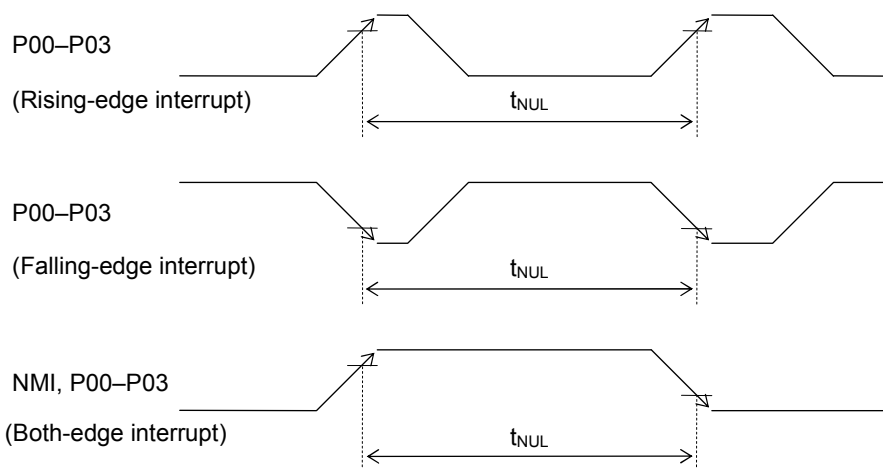 P00–P03
(Rising-edge interrupt)
tNUL
P00–P03
(Falling-edge interrupt)
tNUL
NMI, P00–P03
(Both-edge interrupt)
tNUL